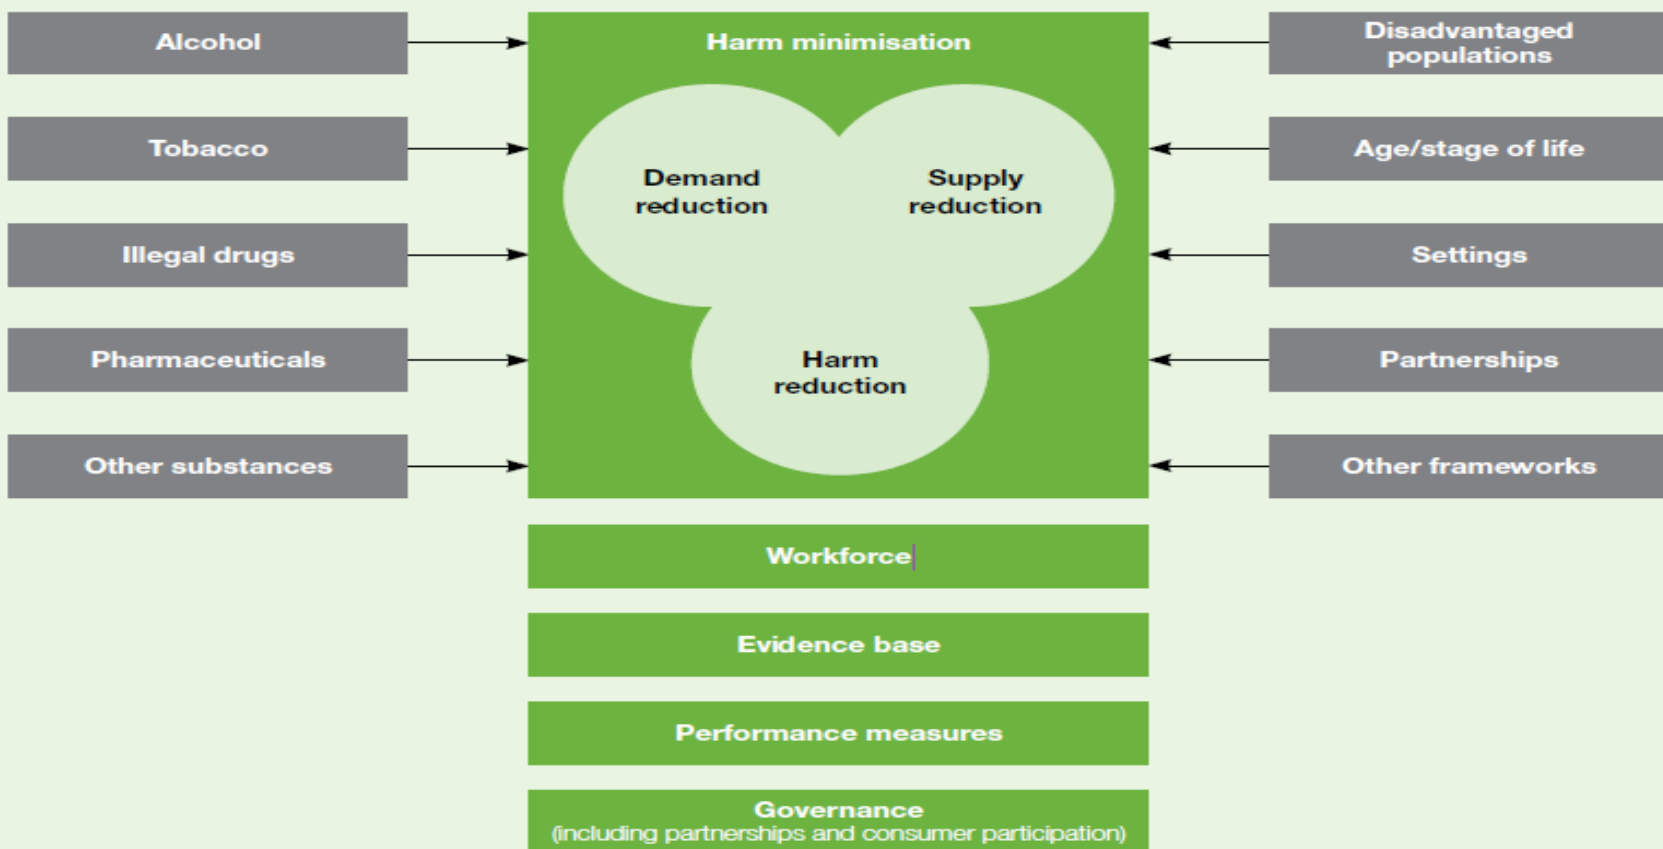 Alcohol
Harm minimisation
Disadvantaged
populations
Tobacco
Age/stage of life
Demand
reduction
Supply
reduction
Illegal drugs
Settings
Pharmaceuticals
Harm
reduction
Partnerships
Other substances
Other frameworks
Workforce
Evidence base
Performance measures
Governance
(including partnerships and consumer participation)